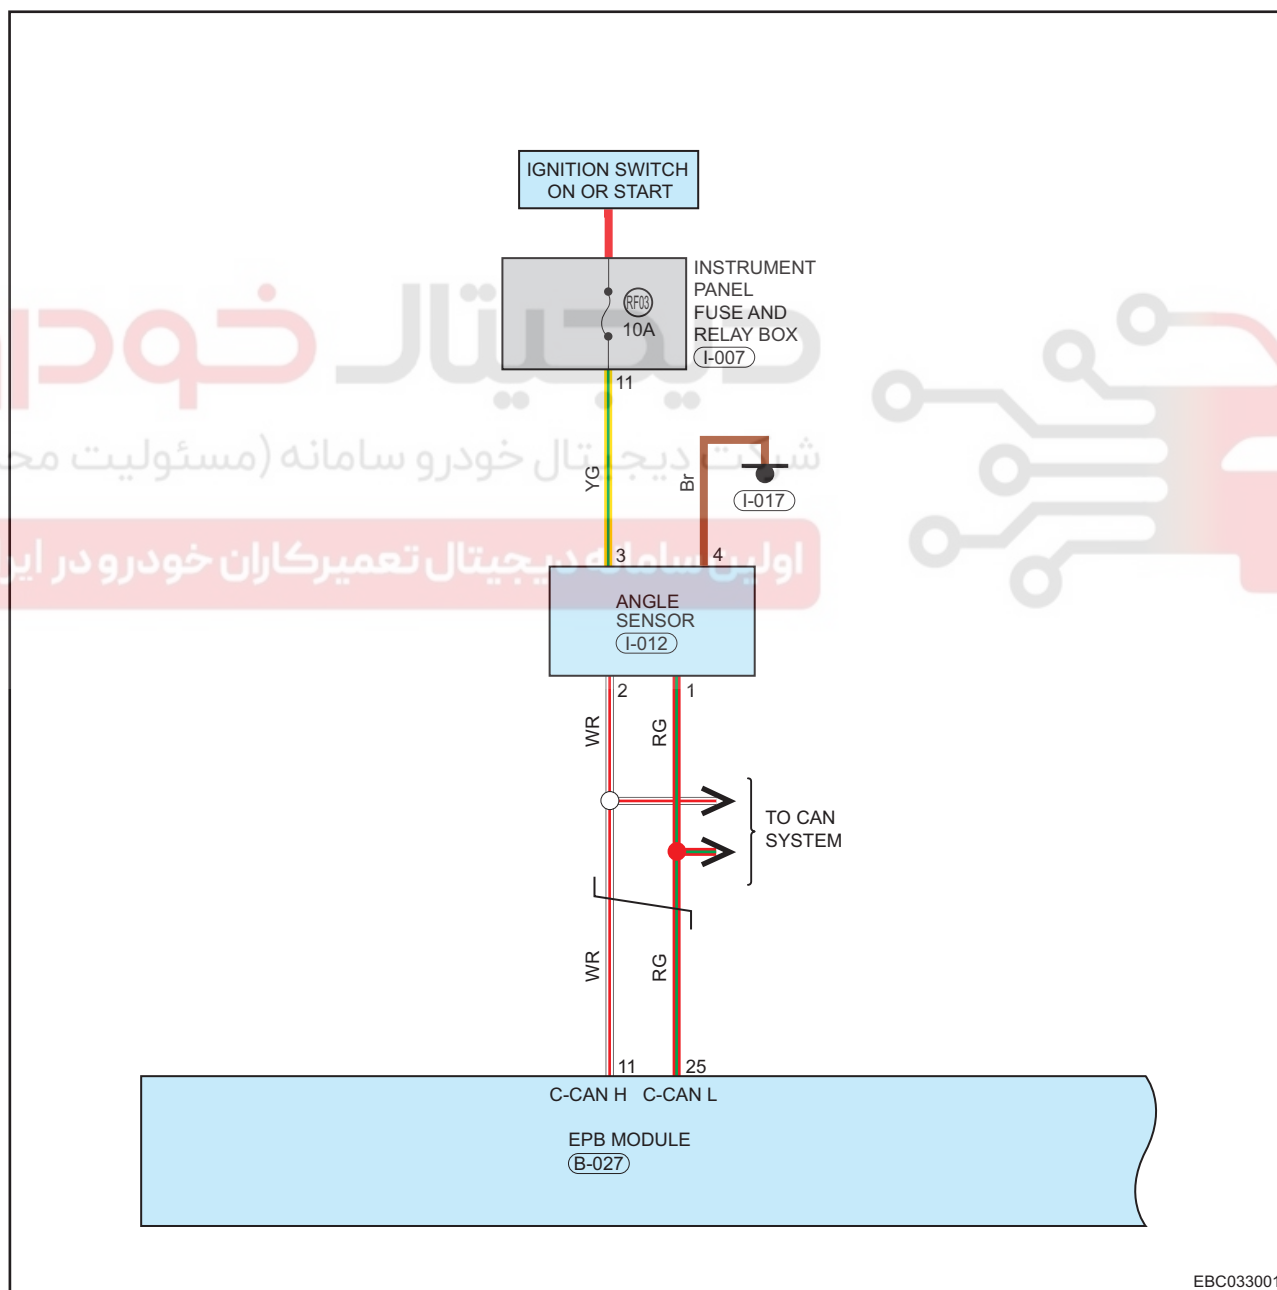 IGNITION SWITCH
ON OR START
INSTRUMENT
PANEL
FUSE AND
RELAY BOX
I-007
RF03
10A
11
دیجیتال خودرو
شرکت دیجیتال خودرو سامانه (مسئولیت
YG
Br
I-017
اولین سامانه دیجیتال تعمیرکاران خودرو در
3
4
ANGLE
SENSOR
I-012
2
1
WR
RG
TO CAN
SYSTEM
WR
RG
11
25
C-CAN H
C-CAN L
EPB MODULE
B-027
EBC033001